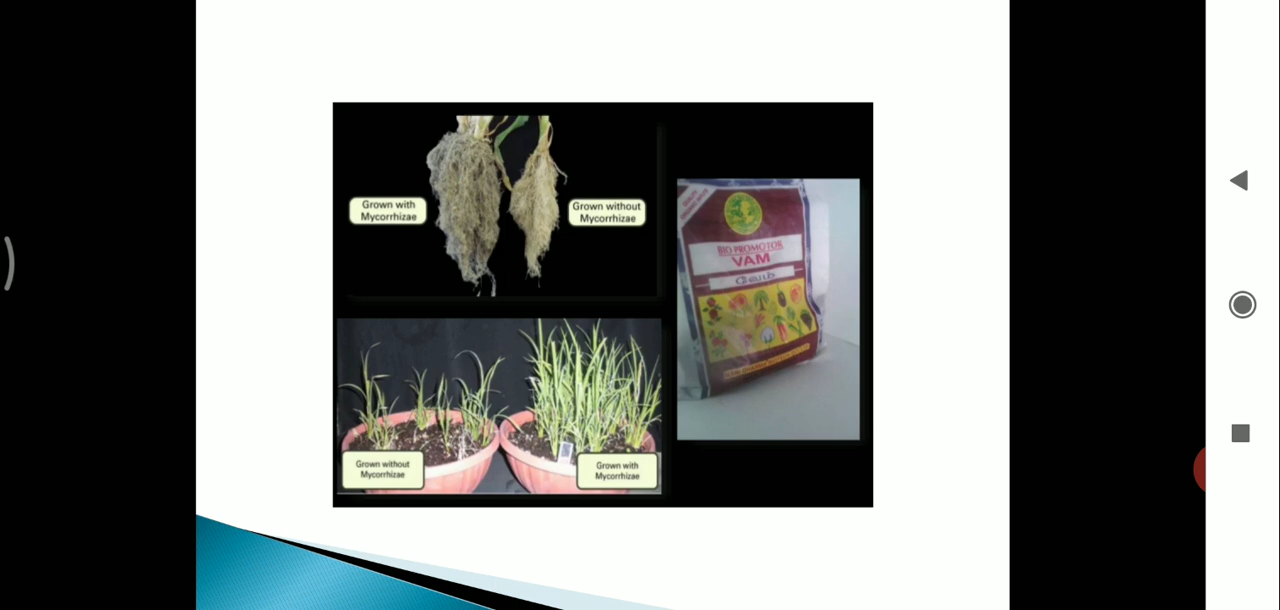 Grown with
Mycorrhizae
Grown without
Mycorrhizae
BIO PROMOTOR
VAM
Grown without
Mycorrhizae
Grown with
Mycorrhizae